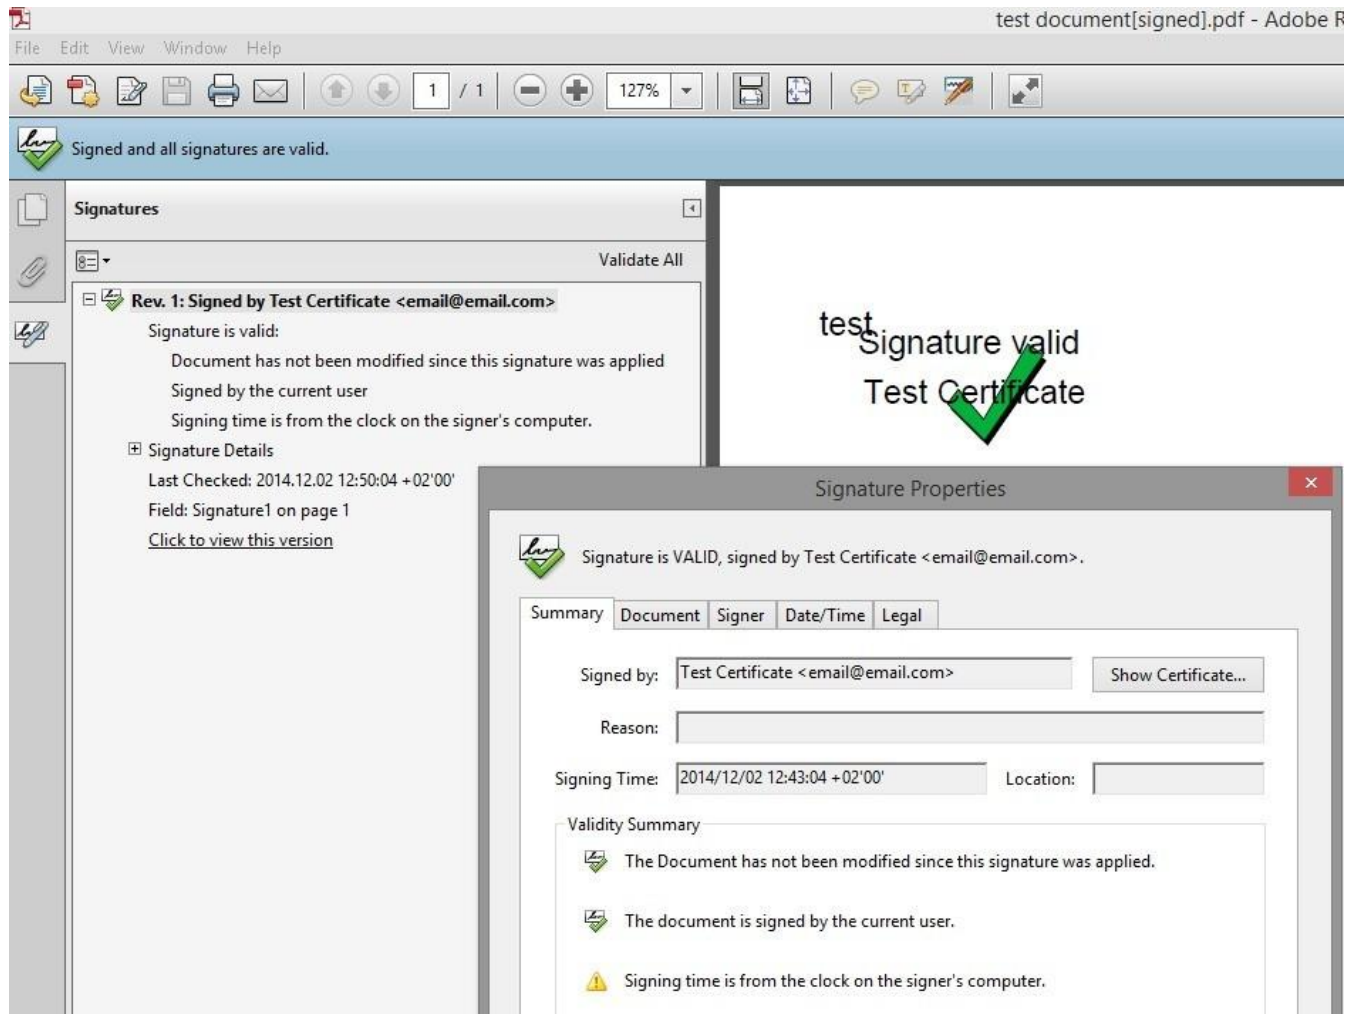 test document[signed].pdf - Adobe R
File Edit View Window Help
1 / 1 127%
Signed and all signatures are valid.
Signatures
Validate All
Rev. 1: Signed by Test Certificate <email@email.com>
Signature is valid:
Document has not been modified since this signature was applied
Signed by the current user
Signing time is from the clock on the signer's computer.
Signature Details
Last Checked: 2014.12.02 12:50:04 +02'00'
Field: Signature1 on page 1
Click to view this version
test
Signature valid
Test Certificate
Signature Properties
Signature is VALID, signed by Test Certificate <email@email.com>.
Summary Document Signer Date/Time Legal
Signed by: Test Certificate <email@email.com> Show Certificate...
Reason:
Signing Time: 2014/12/02 12:43:04 +02'00' Location:
Validity Summary
The Document has not been modified since this signature was applied.
The document is signed by the current user.
Signing time is from the clock on the signer's computer.